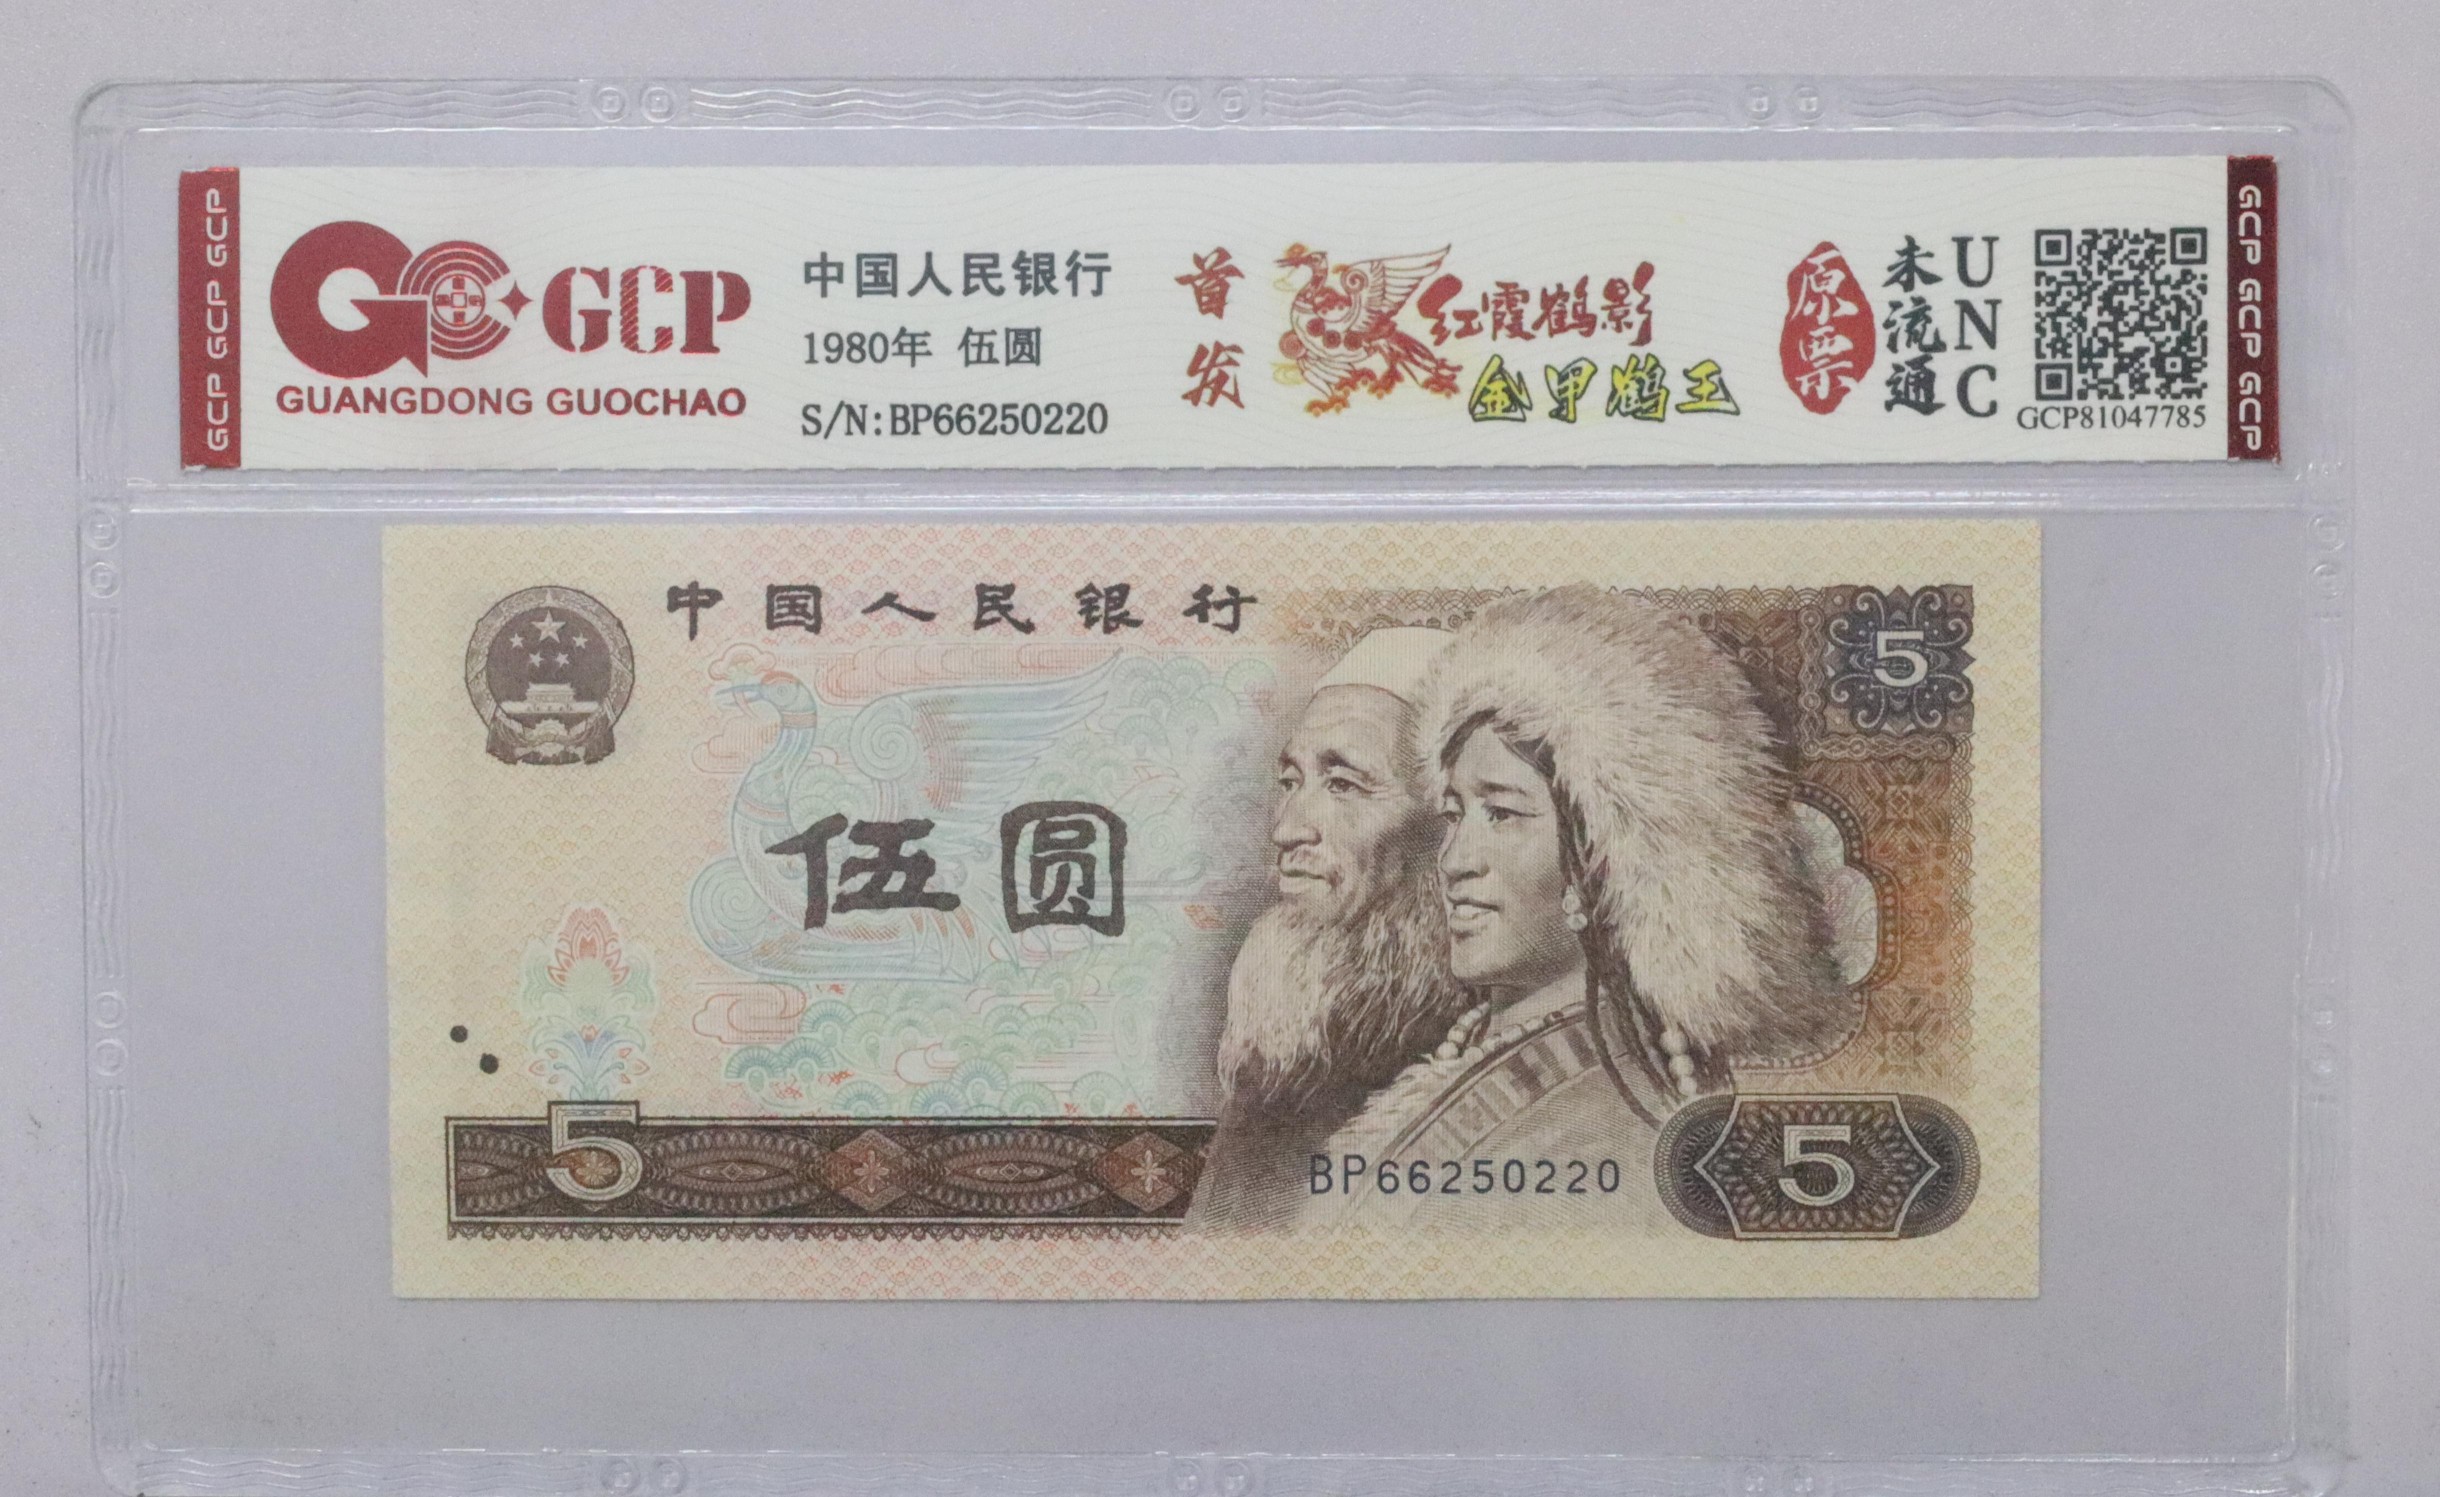 GCP GCP GCP
GCP
GUANGDONG GUOCHAO
中国人民银行
1980年 伍圆
S/N:BP66250220
首发
红霞鹤影
金甲鹤王
原票
未流通
UNC
GCP81047785
GCP GCP GCP
中国人民银行
5
伍圆
5
BP66250220
5